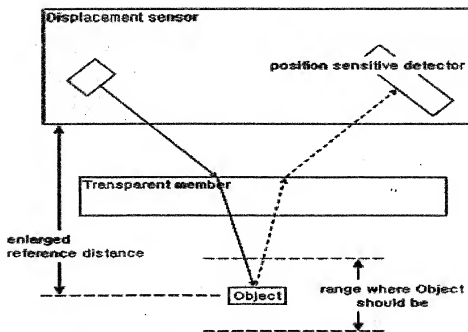 Displacement sensor
position sensitive detector
Transparent member
enlarged
reference distance
Object
range where Object
should be